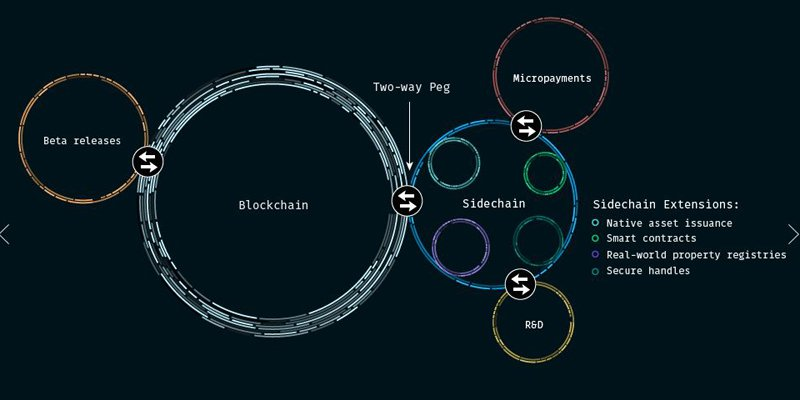 Micropayments
Two-way Peg
Beta releases
Blockchain
Sidechain
Sidechain Extensions:
Native asset issuance
Smart contracts
Real-world property registries
Secure handles
R&D